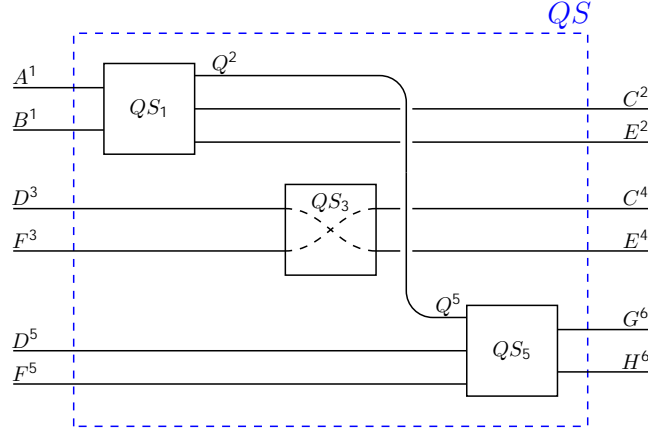 QS
A¹ Q²
QS₁ C²
B¹ E²
D³ QS₃ C⁴
F³ E⁴
Q⁵ G⁶
D⁵ QS₅
F⁵ H⁶